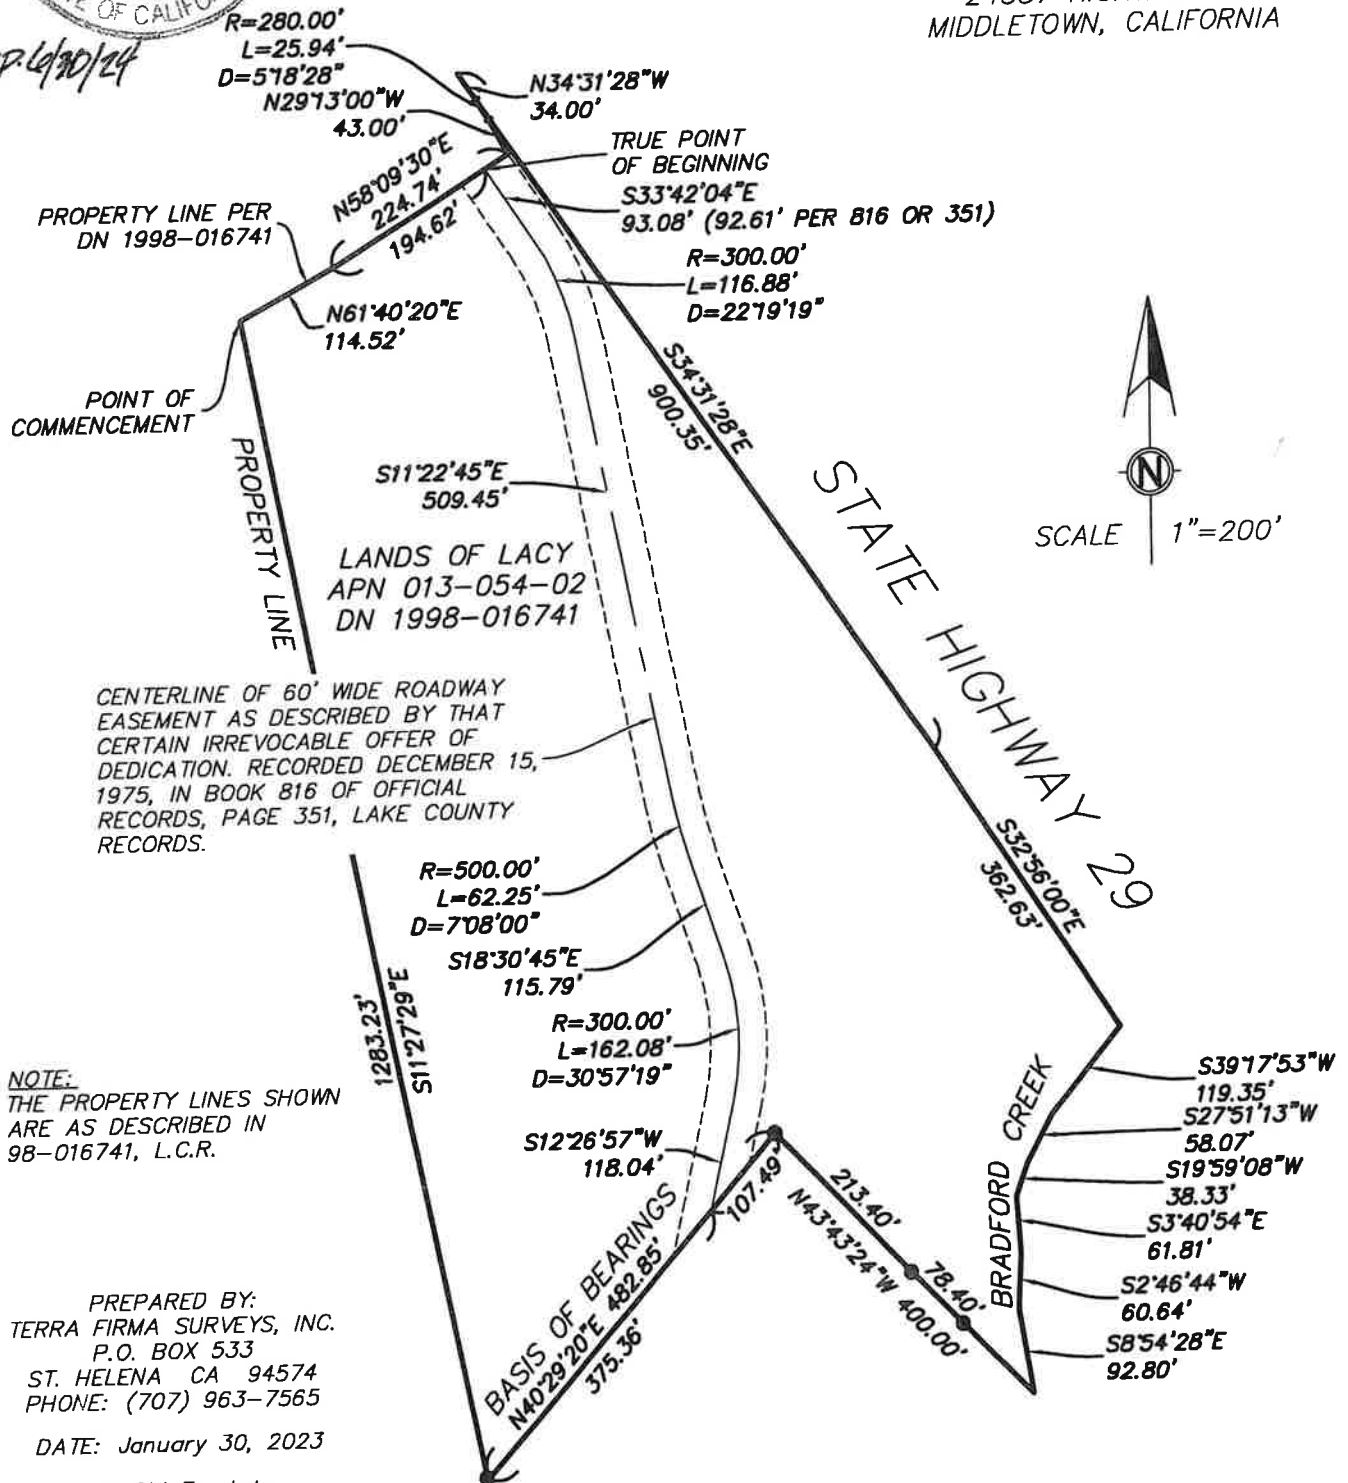 OF CALIFO
P. 6/30/24
MIDDLETOWN, CALIFORNIA
R=280.00'
L=25.94'
D=5°18'28"
N29°13'00"W
43.00'
N34°31'28"W
34.00'
TRUE POINT
OF BEGINNING
N58°09'30"E
224.74'
194.62'
S33°42'04"E
93.08' (92.61' PER 816 OR 351)
PROPERTY LINE PER
DN 1998-016741
R=300.00'
L=116.88'
D=22°19'19"
N61°40'20"E
114.52'
POINT OF
COMMENCEMENT
S34°31'28"E
900.35'
PROPERTY LINE
S11°22'45"E
509.45'
STATE HIGHWAY 29
N
SCALE 1"=200'
LANDS OF LACY
APN 013-054-02
DN 1998-016741
CENTERLINE OF 60' WIDE ROADWAY
EASEMENT AS DESCRIBED BY THAT
CERTAIN IRREVOCABLE OFFER OF
DEDICATION. RECORDED DECEMBER 15,
1975, IN BOOK 816 OF OFFICIAL
RECORDS, PAGE 351, LAKE COUNTY
RECORDS.
S32°56'00"E
362.63'
R=500.00'
L=62.25'
D=7°08'00"
S18°30'45"E
115.79'
1283.23'
S11°27'29"E
R=300.00'
L=162.08'
D=30°57'19"
NOTE:
THE PROPERTY LINES SHOWN
ARE AS DESCRIBED IN
98-016741, L.C.R.
S12°26'57"W
118.04'
107.49'
BRADFORD CREEK
S39°17'53"W
119.35'
S27°51'13"W
58.07'
S19°59'08"W
38.33'
S3°40'54"E
61.81'
S2°46'44"W
60.64'
S8°54'28"E
92.80'
213.40'
78.40'
N43°43'24"W 400.00'
BASIS OF BEARINGS
N40°29'20"E 482.85'
375.36'
PREPARED BY:
TERRA FIRMA SURVEYS, INC.
P.O. BOX 533
ST. HELENA CA 94574
PHONE: (707) 963-7565
DATE: January 30, 2023